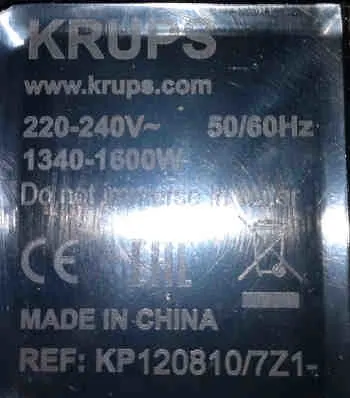 KRUPS
www.krups.com
220-240V~ 50/60Hz
1340-1600W
Do not immerse in water
CE EAC
MADE IN CHINA
REF: KP120810/7Z1-